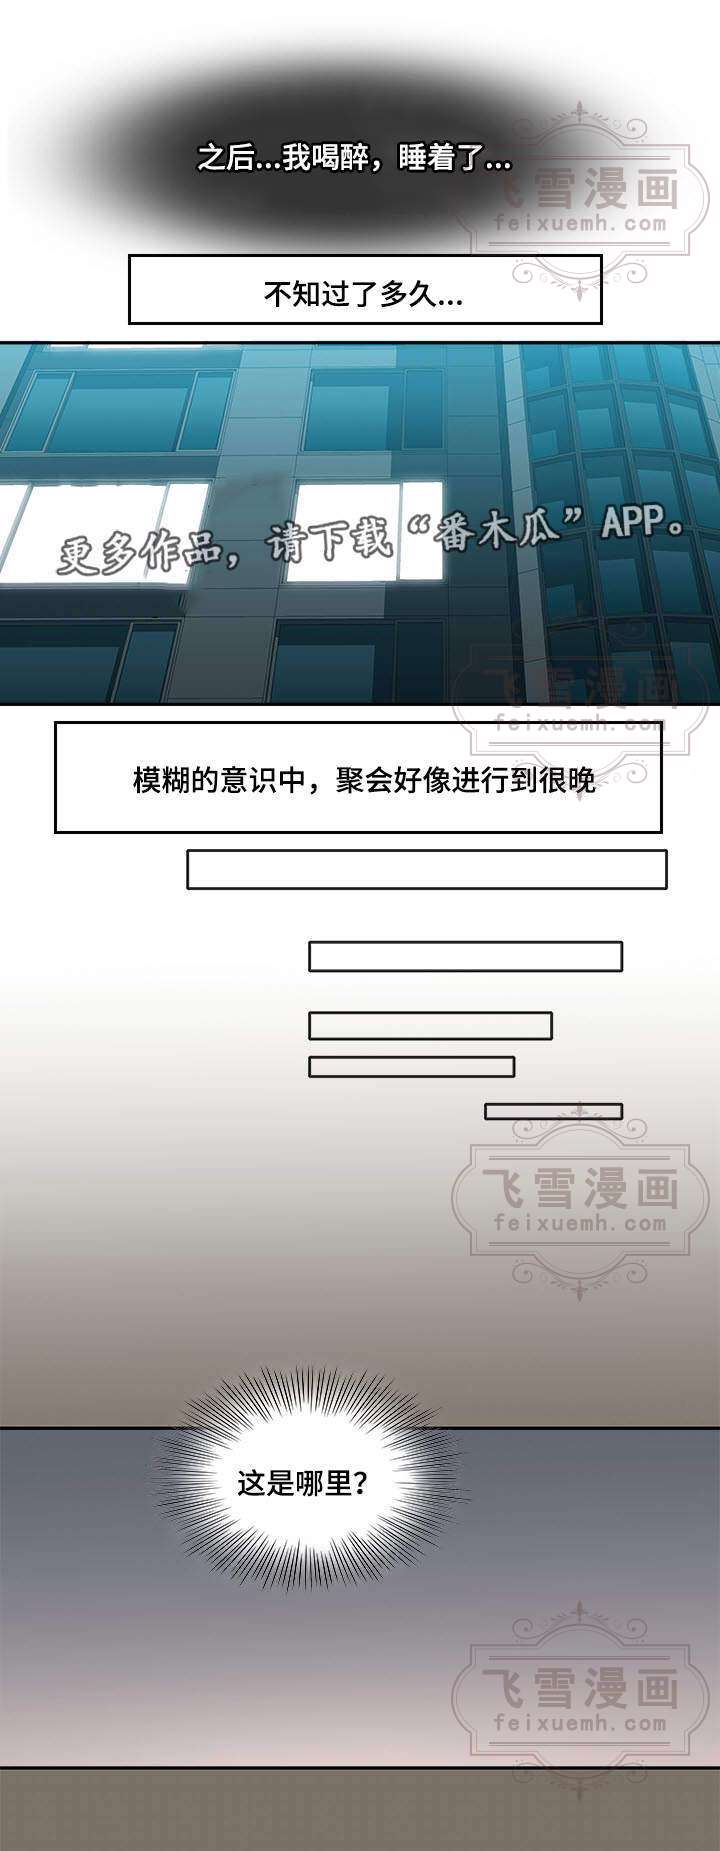 之后...我喝醉，睡着了...
飞雪漫画
feixuemh.com
不知过了多久...
更多作品，请下载“番木瓜”APP。
飞雪漫画
feixuemh.com
模糊的意识中，聚会好像进行到很晚
飞雪漫画
feixuemh.com
这是哪里?
飞雪漫画
feixuemh.com